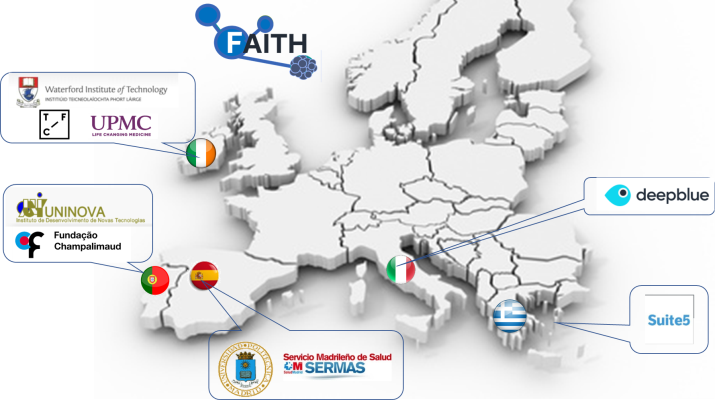 FAITH
Waterford Institute of Technology
INSTITIÚID TEICNEOLAÍOCHTA PHORT LÁIRGE
T F
C
UPMC
LIFE CHANGING MEDICINE
UNINOVA
Instituto de Desenvolvimento de Novas Tecnologias
Fundação
Champalimaud
deepblue
Suite5
Servicio Madrileño de Salud
SERMAS